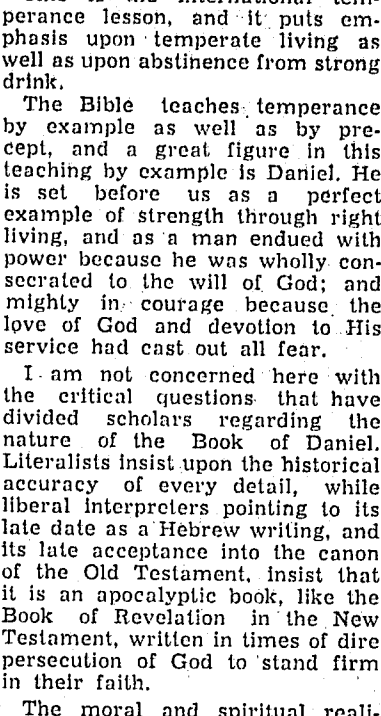 perance lesson, and it puts em-
phasis upon temperate living as
well as upon abstinence from strong
drink.
The Bible teaches temperance
by example as well as by pre-
cept, and a great figure in this
teaching by example is Daniel. He
is set before us as a perfect
example of strength through right
living, and as a man endued with
power because he was wholly con-
secrated to the will of God; and
mighty in courage because the
love of God and devotion to His
service had cast out all fear.
I am not concerned here with
the critical questions that have
divided scholars regarding the
nature of the Book of Daniel.
Literalists insist upon the historical
accuracy of every detail, while
liberal interpreters pointing to its
late date as a Hebrew writing, and
its late acceptance into the canon
of the Old Testament, insist that
it is an apocalyptic book, like the
Book of Revelation in the New
Testament, written in times of dire
persecution of God to stand firm
in their faith.
The moral and spiritual reali-